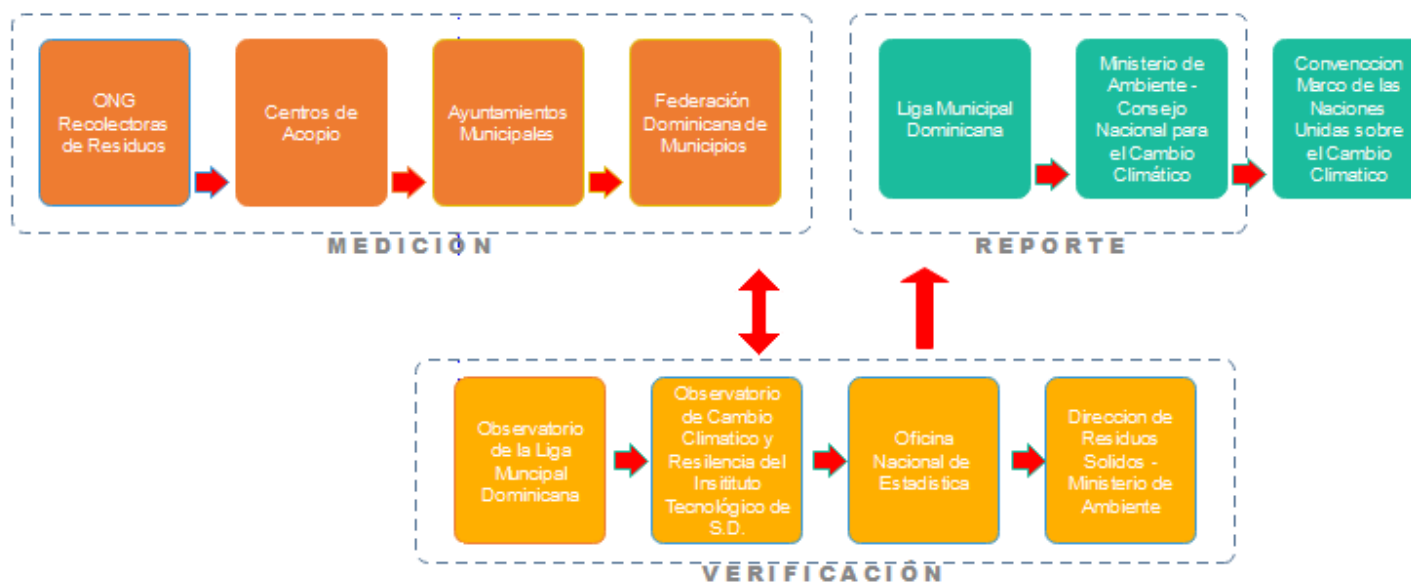 ONG
Recolectoras
de Residuos
Centros de
Acopio
Ayuntamientos
Municipales
Federación
Dominicana de
Municipios
MEDICIÓN
Liga Municipal
Dominicana
Ministerio de
Ambiente -
Consejo
Nacional para
el Cambio
Climático
Convenccion
Marco de las
Naciones
Unidas sobre
el Cambio
Climatico
REPORTE
Observatorio
de la Liga
Muncipal
Dominicana
Observatorio
de Cambio
Climatico y
Resilencia del
Insitituto
Tecnológico de
S.D.
Oficina
Nacional de
Estadistica
Direccion de
Residuos
Solidos -
Ministerio de
Ambiente
VERIFICACIÓN